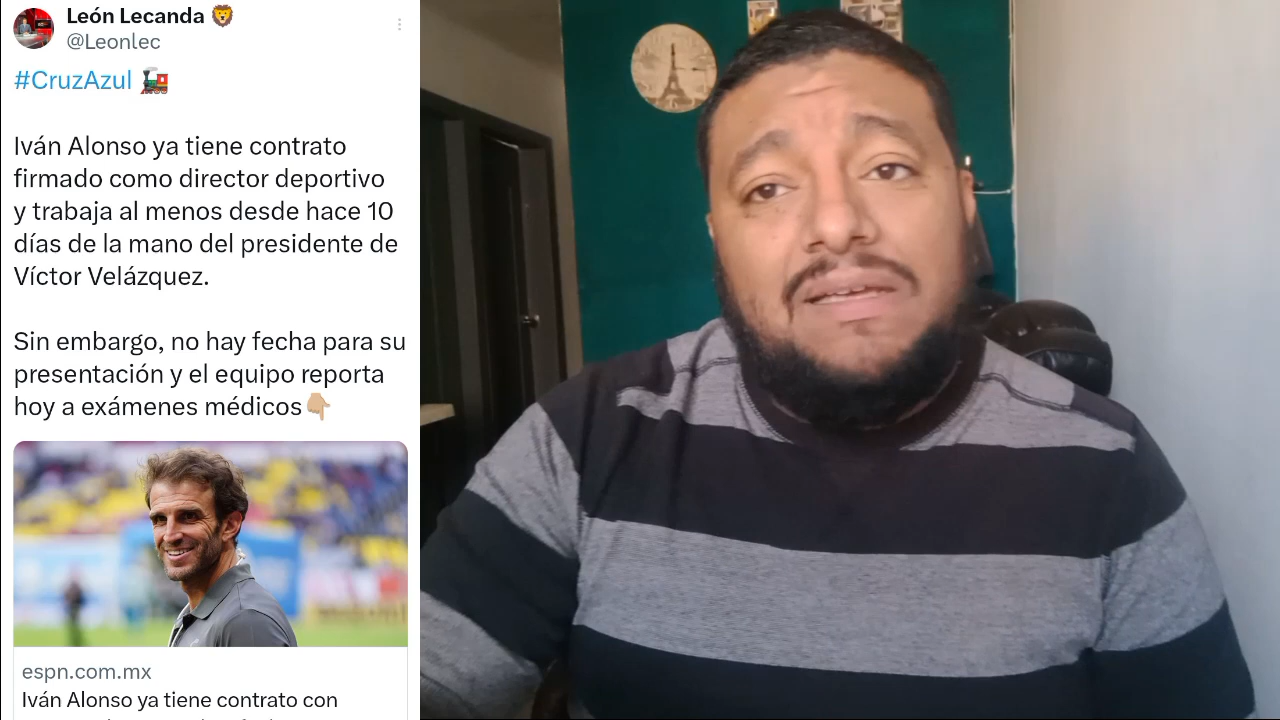 León Lecanda 🦁
@Leonlec
#CruzAzul 🚂
Iván Alonso ya tiene contrato
firmado como director deportivo
y trabaja al menos desde hace 10
días de la mano del presidente de
Víctor Velázquez.
Sin embargo, no hay fecha para su
presentación y el equipo reporta
hoy a exámenes médicos👇🏼
espn.com.mx
Iván Alonso ya tiene contrato con